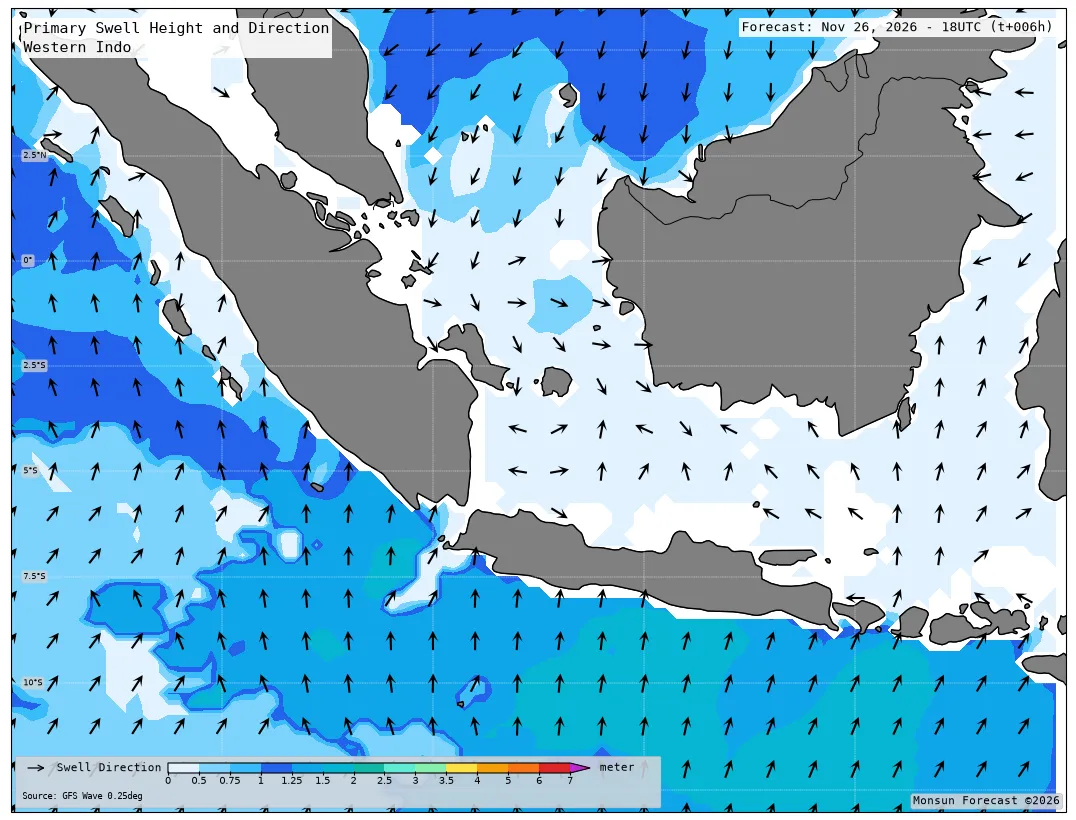 Primary Swell Height and Direction
Western Indo
Forecast: Nov 26, 2026 - 18UTC (t+006h)
2.5°N
0°
2.5°S
5°S
7.5°S
10°S
Swell Direction
meter
0 0.5 0.75 1 1.25 1.5 2 2.5 3 3.5 4 5 6 7
Source: GFS Wave 0.25deg
Monsun Forecast ©2026